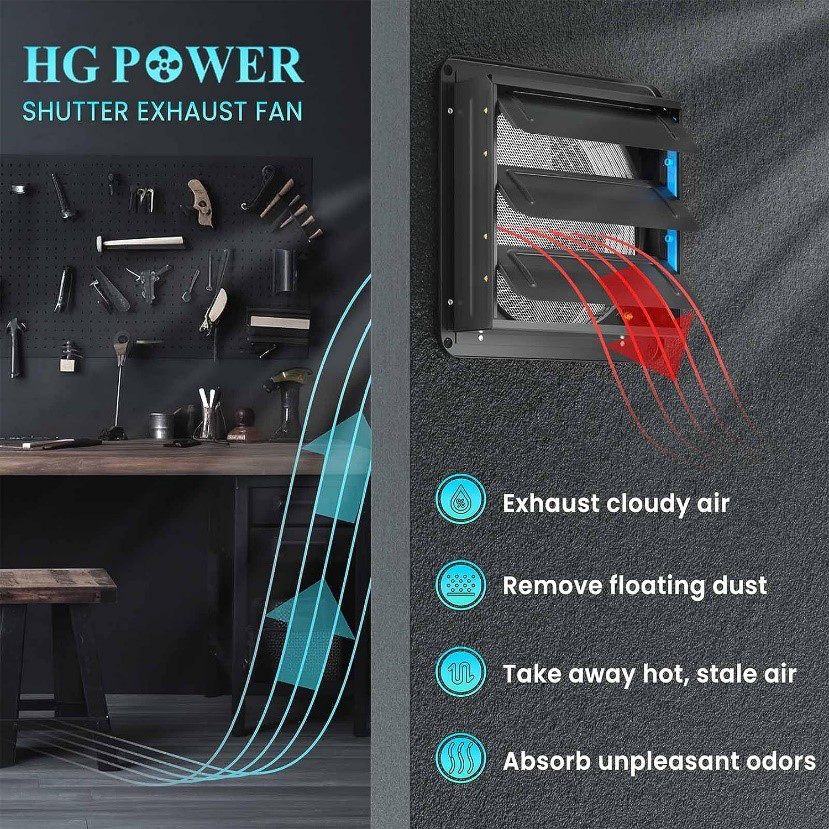 HG POWER
SHUTTER EXHAUST FAN
Exhaust cloudy air
Remove floating dust
Take away hot, stale air
Absorb unpleasant odors